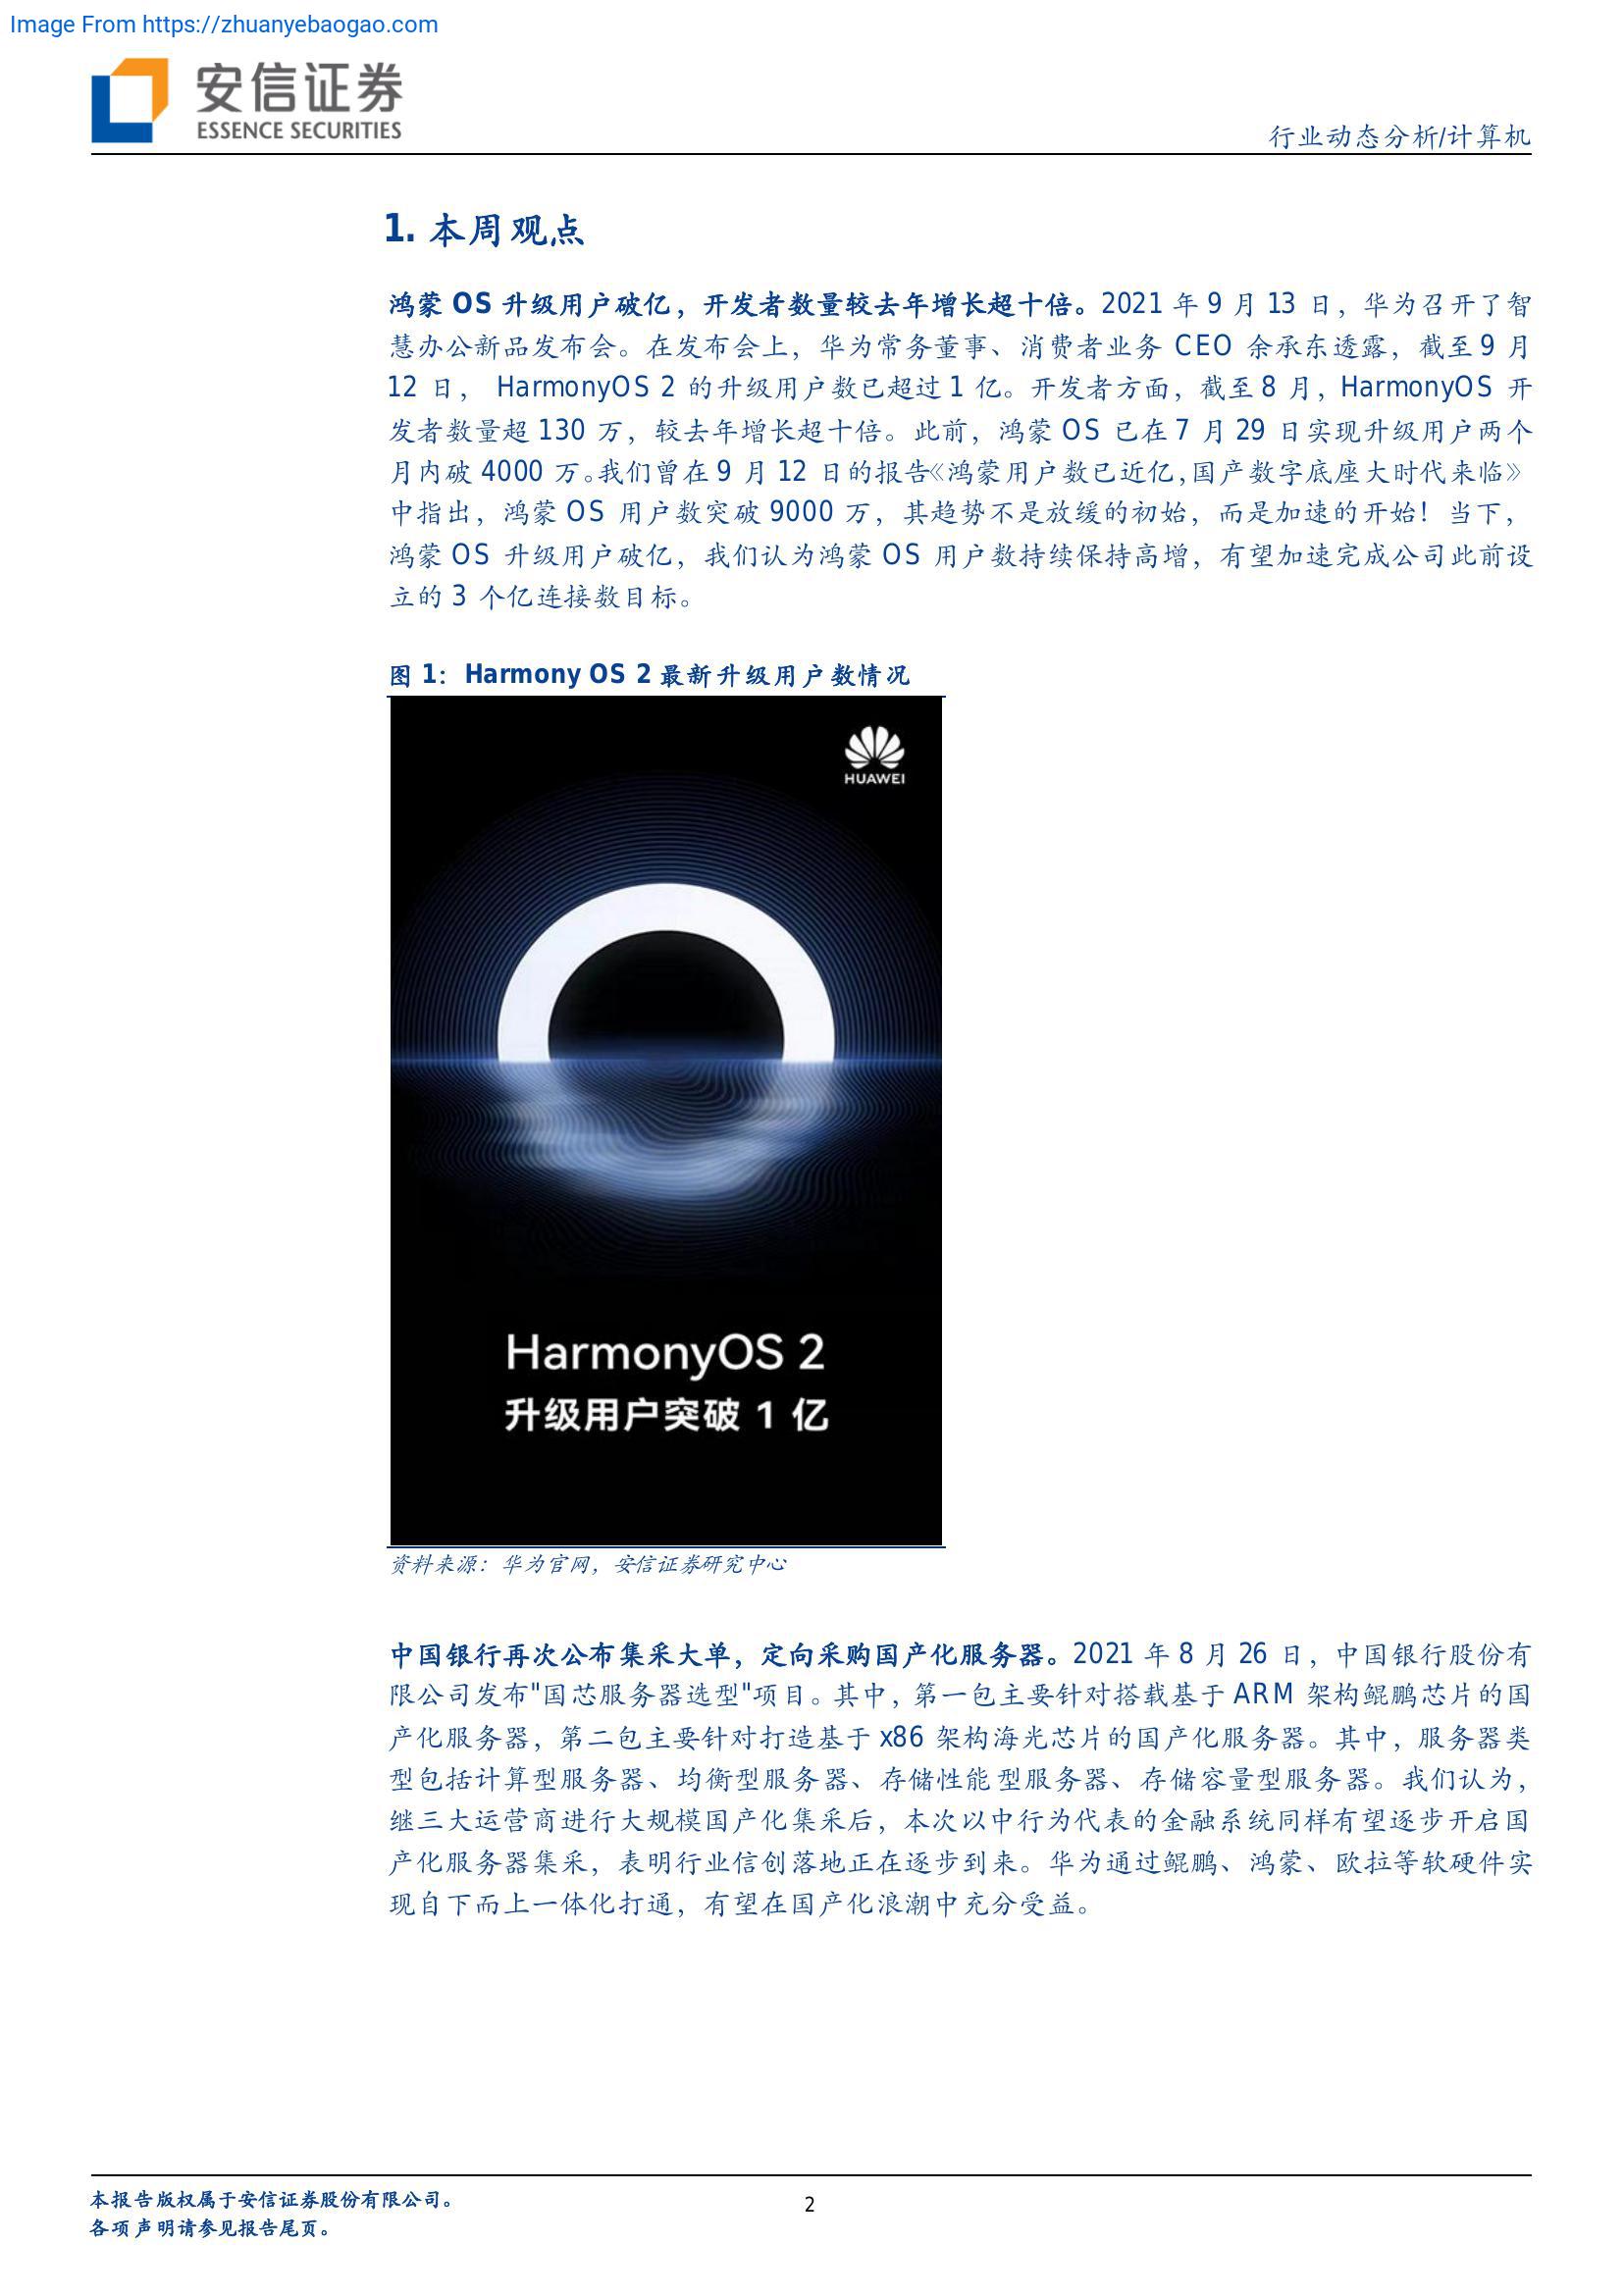 Image From https://zhuanyebaogao.com
安信证券
ESSENCE SECURITIES
行业动态分析/计算机
1. 本周观点
鸿蒙 OS 升级用户破亿，开发者数量较去年增长超十倍。2021 年 9 月 13 日，华为召开了智
慧办公新品发布会。在发布会上，华为常务董事、消费者业务 CEO 余承东透露，截至 9 月
12 日， HarmonyOS 2 的升级用户数已超过 1 亿。开发者方面，截至 8 月，HarmonyOS 开
发者数量超 130 万，较去年增长超十倍。此前，鸿蒙 OS 已在 7 月 29 日实现升级用户两个
月内破 4000 万。我们曾在 9 月 12 日的报告《鸿蒙用户数已近亿，国产数字底座大时代来临》
中指出，鸿蒙 OS 用户数突破 9000 万，其趋势不是放缓的初始，而是加速的开始！当下，
鸿蒙 OS 升级用户破亿，我们认为鸿蒙 OS 用户数持续保持高增，有望加速完成公司此前设
立的 3 个亿连接数目标。
图 1：Harmony OS 2 最新升级用户数情况
HUAWEI
HarmonyOS 2
升级用户突破 1 亿
资料来源：华为官网，安信证券研究中心
中国银行再次公布集采大单，定向采购国产化服务器。2021 年 8 月 26 日，中国银行股份有
限公司发布"国芯服务器选型"项目。其中，第一包主要针对搭载基于 ARM 架构鲲鹏芯片的国
产化服务器，第二包主要针对打造基于 x86 架构海光芯片的国产化服务器。其中，服务器类
型包括计算型服务器、均衡型服务器、存储性能型服务器、存储容量型服务器。我们认为，
继三大运营商进行大规模国产化集采后，本次以中行为代表的金融系统同样有望逐步开启国
产化服务器集采，表明行业信创落地正在逐步到来。华为通过鲲鹏、鸿蒙、欧拉等软硬件实
现自下而上一体化打通，有望在国产化浪潮中充分受益。
本报告版权属于安信证券股份有限公司。
2
各项声明请参见报告尾页。